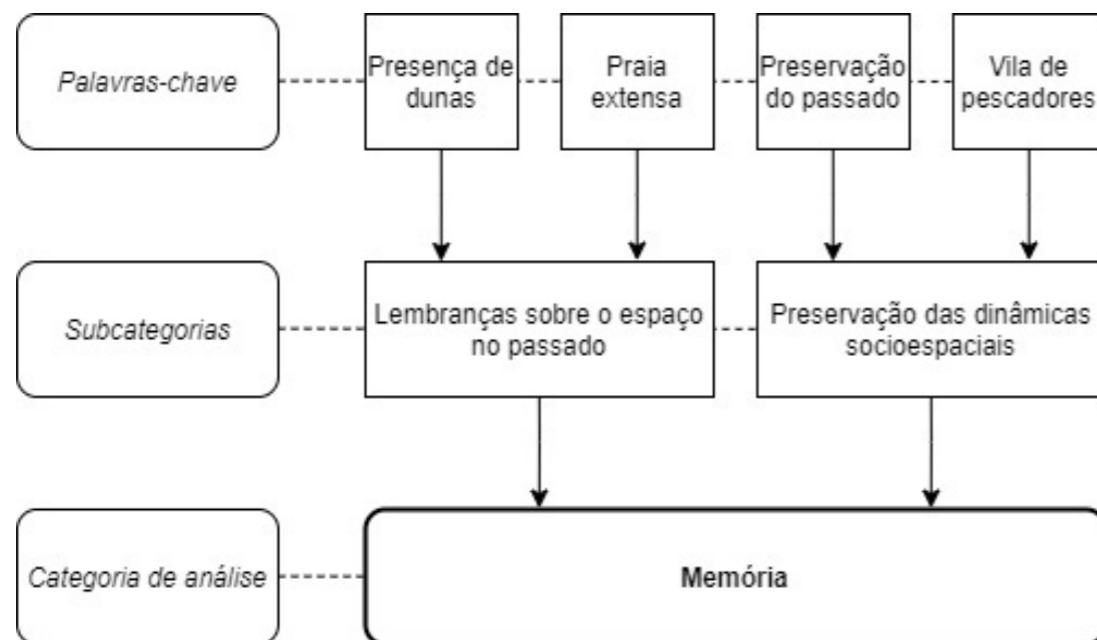 Palavras-chave
Presença de
dunas
Praia
extensa
Preservação
do passado
Vila de
pescadores
Subcategorias
Lembranças sobre o espaço
no passado
Preservação das dinâmicas
socioespaciais
Categoria de análise
Memória